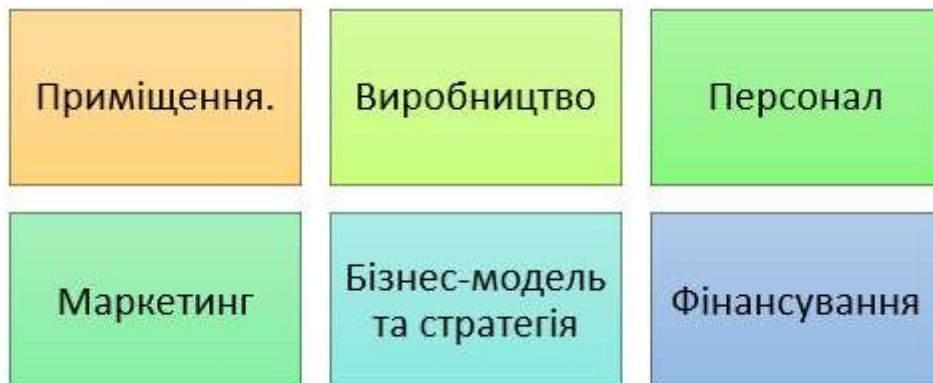 Приміщення.
Виробництво
Персонал
Маркетинг
Бізнес-модель
та стратегія
Фінансування